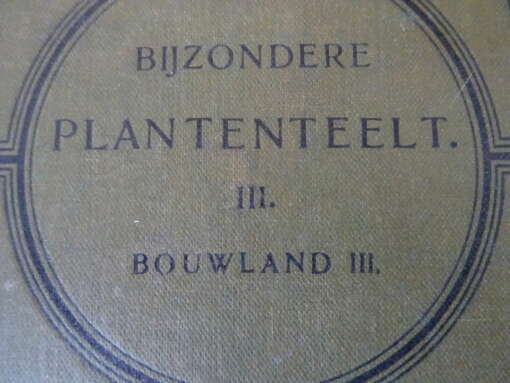 BIJZONDERE
PLANTENTEELT.
III.
BOUWLAND III.